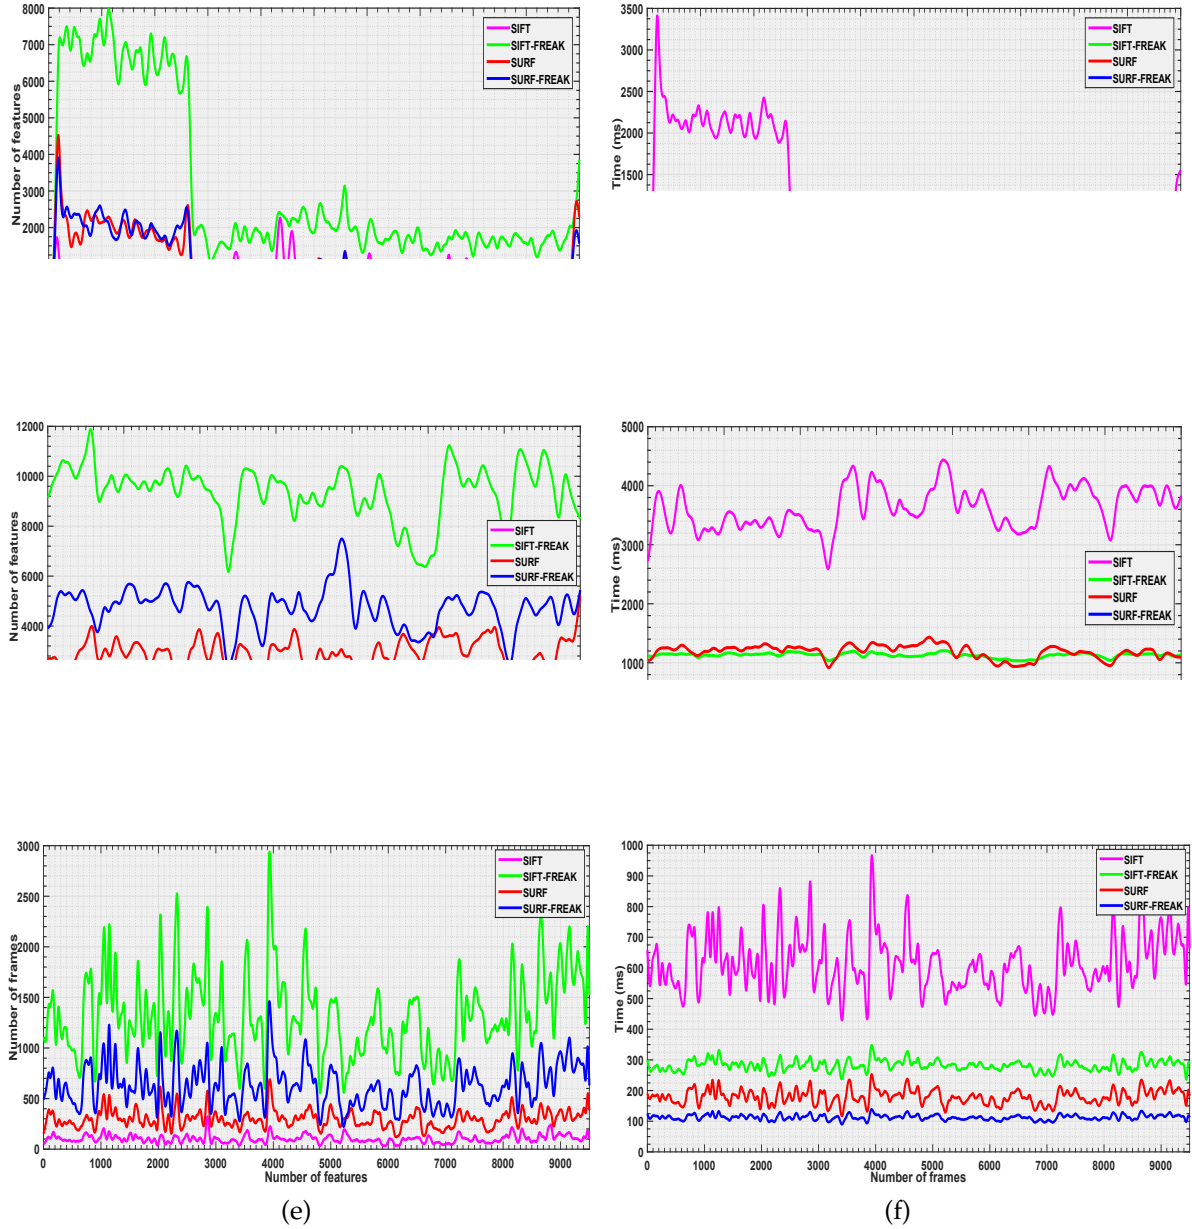 8000
7000
6000
5000
4000
3000
2000
Number of features
SIFT
SIFT-FREAK
SURF
SURF-FREAK
3500
3000
2500
2000
1500
Time (ms)
SIFT
SIFT-FREAK
SURF
SURF-FREAK
12000
10000
8000
6000
4000
Number of features
SIFT
SIFT-FREAK
SURF
SURF-FREAK
5000
4000
3000
2000
1000
Time (ms)
SIFT
SIFT-FREAK
SURF
SURF-FREAK
3000
2500
2000
1500
1000
500
0
Number of frames
SIFT
SIFT-FREAK
SURF
SURF-FREAK
0 1000 2000 3000 4000 5000 6000 7000 8000 9000
Number of features
(e)
1000
900
800
700
600
500
400
300
200
100
0
Time (ms)
SIFT
SIFT-FREAK
SURF
SURF-FREAK
0 1000 2000 3000 4000 5000 6000 7000 8000 9000
Number of frames
(f)